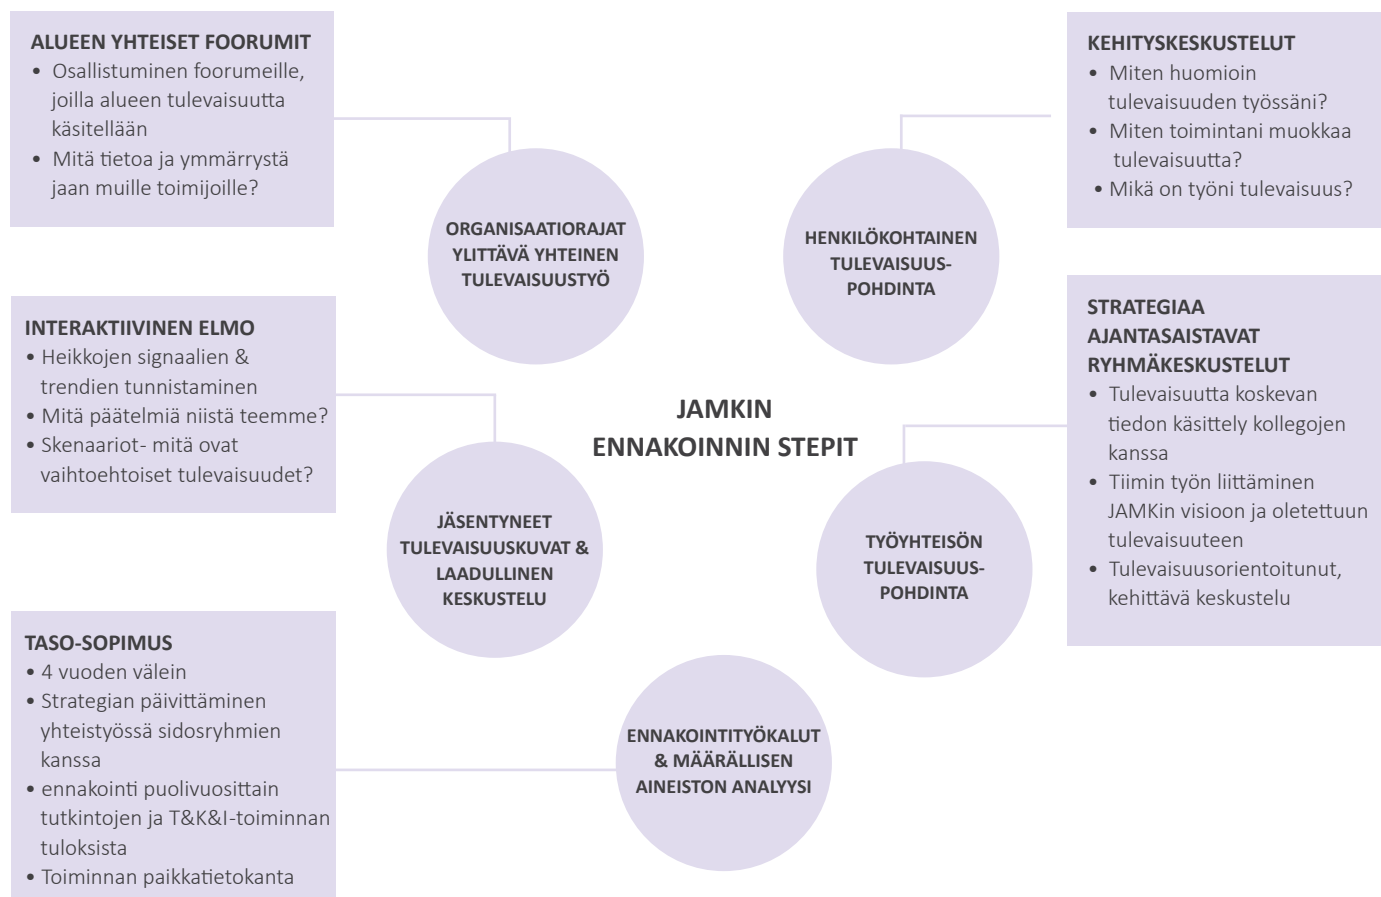 ALUEEN YHTEISET FOORUMIT
• Osallistuminen foorumeille,
joilla alueen tulevaisuutta
käsitellään
• Mitä tietoa ja ymmärrystä
jaan muille toimijoille?
KEHITYSKESKUSTELUT
• Miten huomioin
tulevaisuuden työssäni?
• Miten toimintani muokkaa
tulevaisuutta?
• Mikä on työni tulevaisuus?
ORGANISAATIORAJAT
YLITTÄVÄ YHTEINEN
TULEVAISUUSTYÖ
HENKILÖKOHTAINEN
TULEVAISUUS-
POHDINTA
INTERAKTIIVINEN ELMO
• Heikkojen signaalien &
trendien tunnistaminen
• Mitä päätelmiä niistä teemme?
• Skenaariot- mitä ovat
vaihtoehtoiset tulevaisuudet?
STRATEGIAA
AJANTASAISTAVAT
RYHMÄKESKUSTELUT
• Tulevaisuutta koskevan
tiedon käsittely kollegojen
kanssa
• Tiimin työn liittäminen
JAMKin visioon ja oletettuun
tulevaisuuteen
• Tulevaisuusorientoitunut,
kehittävä keskustelu
JAMKIN
ENNAKOINNIN STEPIT
JÄSENTYNEET
TULEVAISUUSKUVAT &
LAADULLINEN
KESKUSTELU
TYÖYHTEISÖN
TULEVAISUUS-
POHDINTA
TASO-SOPIMUS
• 4 vuoden välein
• Strategian päivittäminen
yhteistyössä sidosryhmien
kanssa
• ennakointi puolivuosittain
tutkintojen ja T&K&I-toiminnan
tuloksista
• Toiminnan paikkatietokanta
ENNAKOINTITYÖKALUT
& MÄÄRÄLLISEN
AINEISTON ANALYYSI